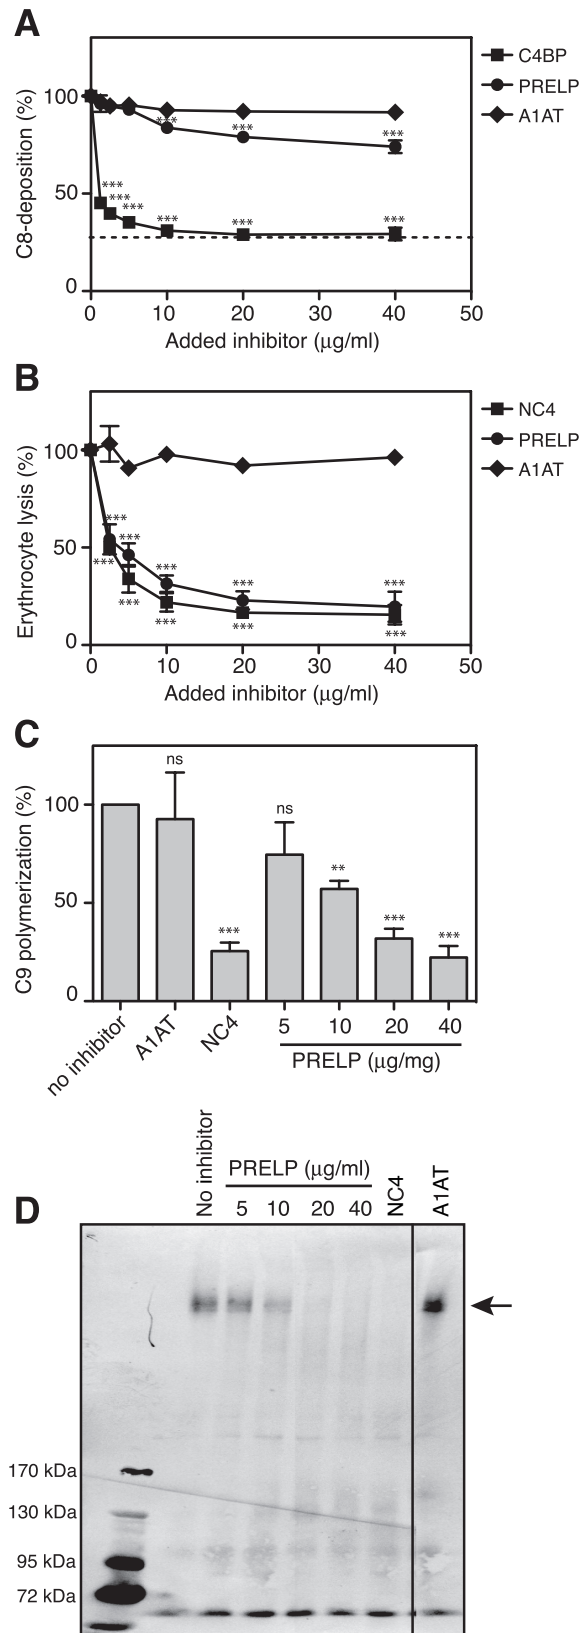 A
C8-deposition (%)
100
50
0
***
***
***
***
***
***
***
***
***
0 10 20 30 40 50
Added inhibitor (μg/ml)
C4BP
PRELP
A1AT
B
Erythrocyte lysis (%)
100
50
0
***
***
***
***
***
***
***
***
***
***
0 10 20 30 40 50
Added inhibitor (μg/ml)
NC4
PRELP
A1AT
C
C9 polymerization (%)
100
50
0
ns
***
ns
**
***
***
no inhibitor A1AT NC4 5 10 20 40
PRELP (μg/mg)
D
No inhibitor
PRELP (μg/ml)
5 10 20 40
NC4
A1AT
170 kDa
130 kDa
95 kDa
72 kDa